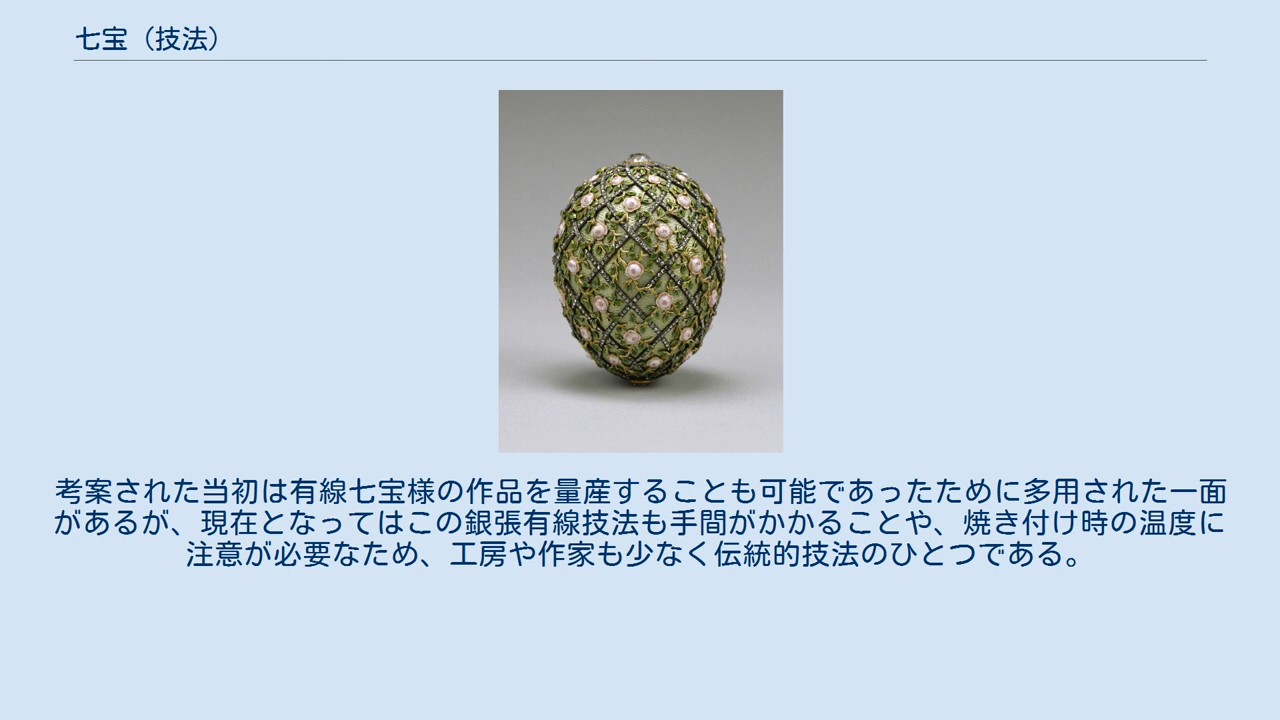 七宝（技法）
考案された当初は有線七宝様の作品を量産することも可能であったために多用された一面
があるが、現在となってはこの銀張有線技法も手間がかかることや、焼き付け時の温度に
注意が必要なため、工房や作家も少なく伝統的技法のひとつである。